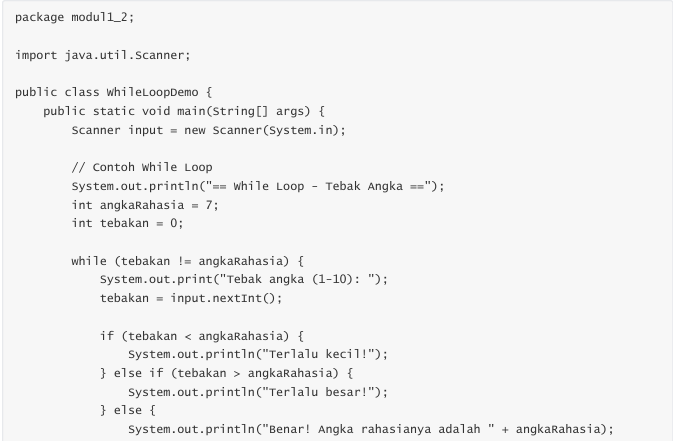 package modul1_2;
import java.util.Scanner;
public class WhileLoopDemo {
public static void main(String[] args) {
Scanner input = new Scanner(System.in);
// Contoh While Loop
System.out.println("== While Loop - Tebak Angka ==");
int angkaRahasia = 7;
int tebakan = 0;
while (tebakan != angkaRahasia) {
System.out.print("Tebak angka (1-10): ");
tebakan = input.nextInt();
if (tebakan < angkaRahasia) {
System.out.println("Terlalu kecil!");
} else if (tebakan > angkaRahasia) {
System.out.println("Terlalu besar!");
} else {
System.out.println("Benar! Angka rahasianya adalah " + angkaRahasia);